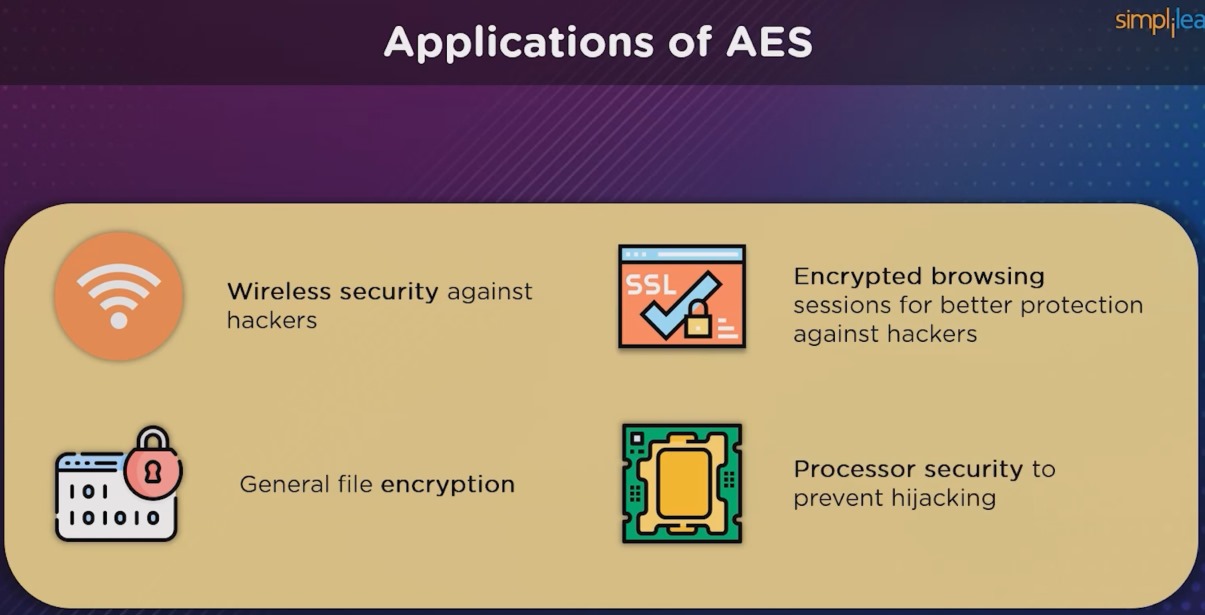 Applications of AES
simplilea
Wireless security against
hackers
SSL
Encrypted browsing
sessions for better protection
against hackers
101
101010
General file encryption
Processor security to
prevent hijacking